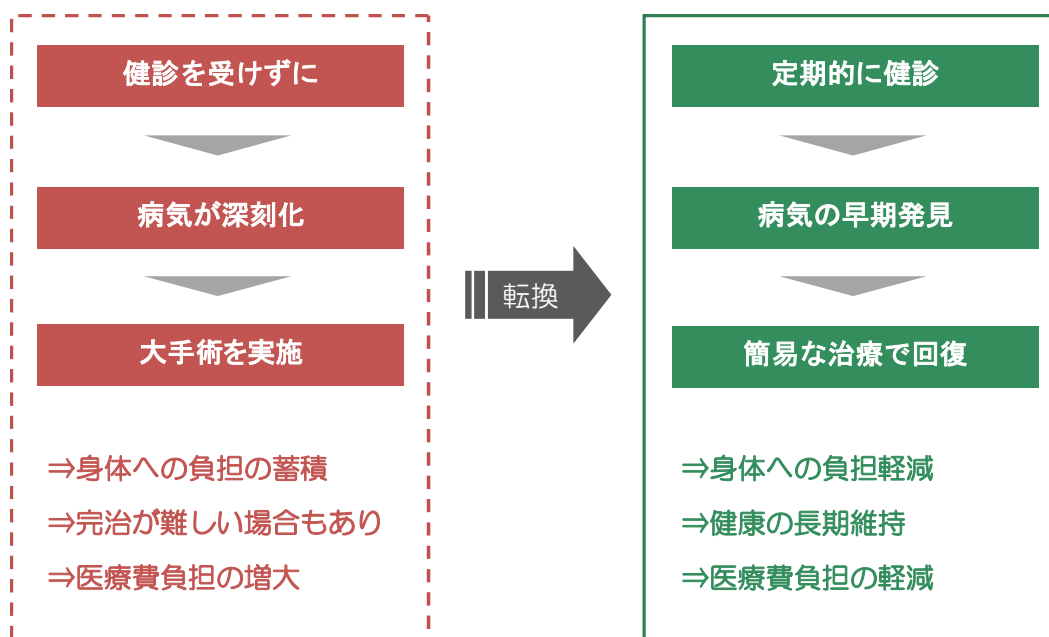 健診を受けずに
病気が深刻化
大手術を実施
⇒身体への負担の蓄積
⇒完治が難しい場合もあり
⇒医療費負担の増大
転換
定期的に健診
病気の早期発見
簡易な治療で回復
⇒身体への負担軽減
⇒健康の長期維持
⇒医療費負担の軽減